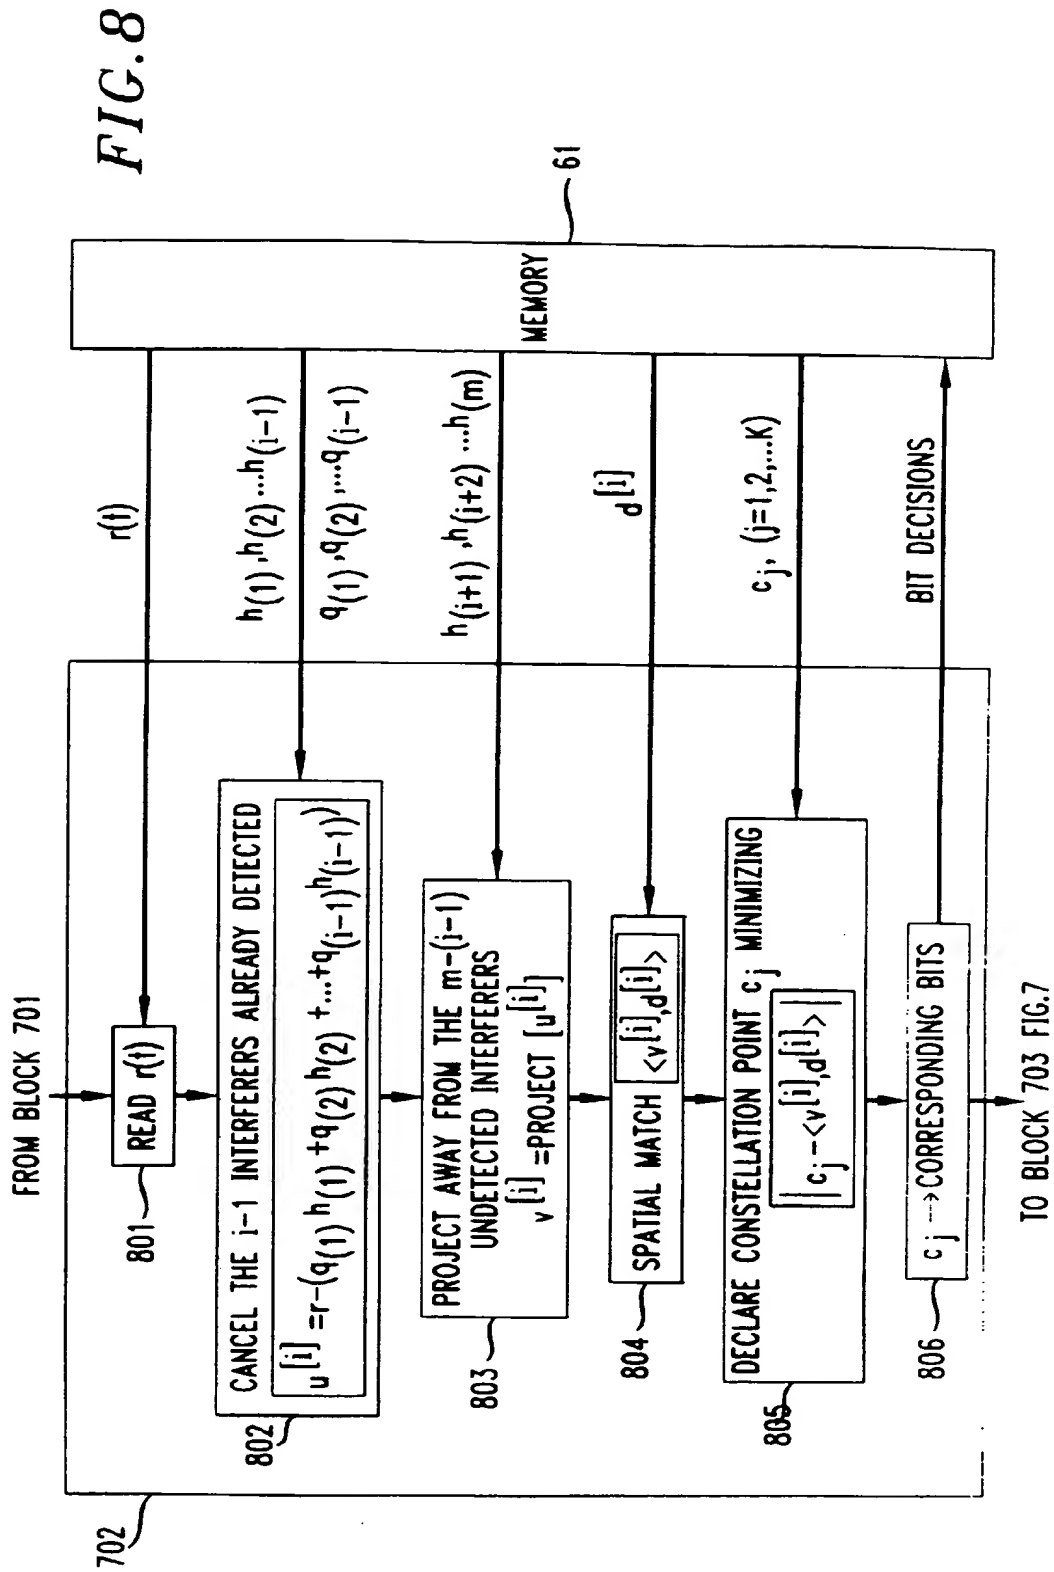 FIG. 8
FROM BLOCK 701
702
801
READ r(t)
r(t)
802
CANCEL THE i-1 INTERFERERS ALREADY DETECTED
u[i] =r-(q(1)h(1)+q(2)h(2)+...+q(i-1)h(i-1))
h(1),h(2)...h(i-1)
q(1),q(2),...q(i-1)
803
PROJECT AWAY FROM THE m-(i-1)
UNDETECTED INTERFERERS
v[i] =PROJECT [u[i]]
h(i+1),h(i+2)...h(m)
804
SPATIAL MATCH <v[i],d[i]>
d[i]
805
DECLARE CONSTELLATION POINT cj MINIMIZING
|cj-<v[i],d[i]>|
cj, (j=1,2,...K)
806
cj → CORRESPONDING BITS
BIT DECISIONS
MEMORY
61
TO BLOCK 703 FIG.7